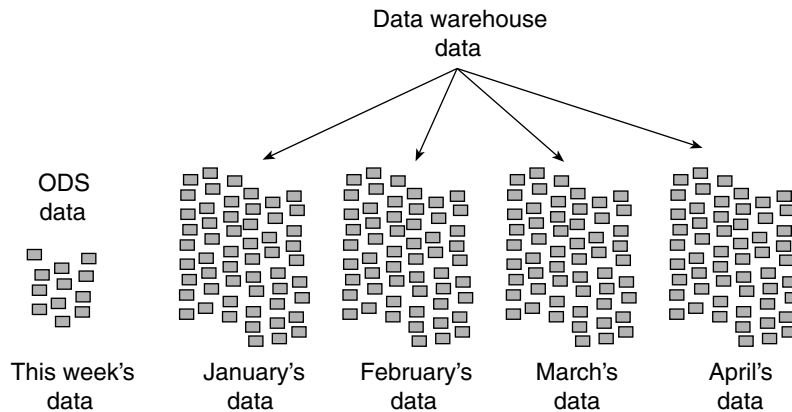 Data warehouse
data
ODS
data
This week's
data
January's
data
February's
data
March's
data
April's
data